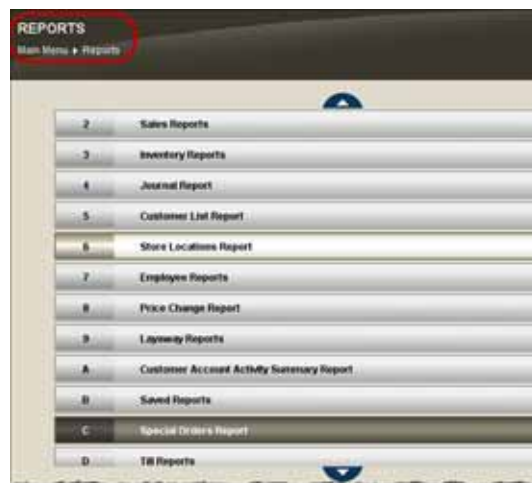 REPORTS
Main Menu ▸ Reports
2 Sales Reports
3 Inventory Reports
4 Journal Report
5 Customer List Report
6 Store Locations Report
7 Employee Reports
8 Price Change Report
9 Layaway Reports
A Customer Account Activity Summary Report
B Saved Reports
C Special Orders Report
D Till Reports